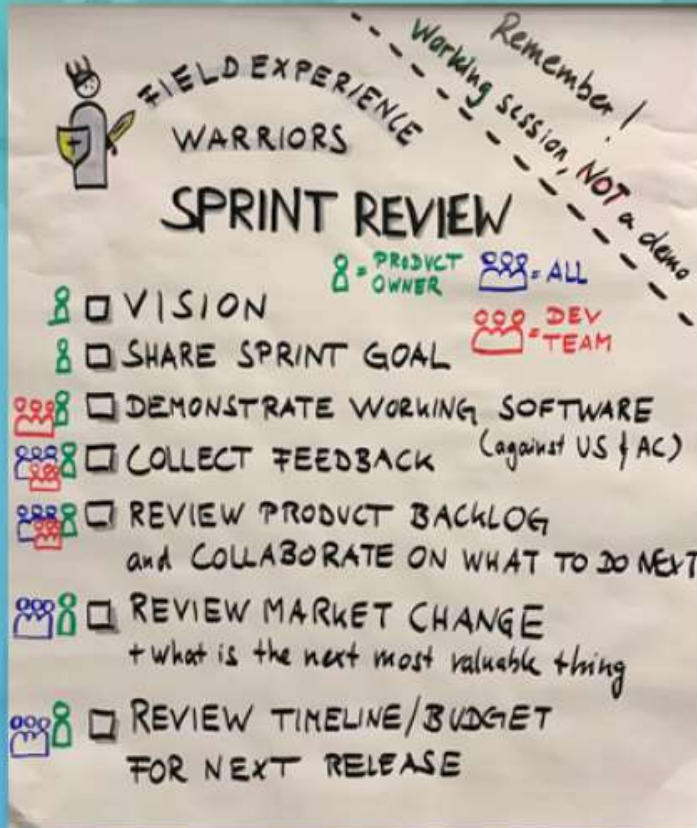 FIELD EXPERIENCE
WARRIORS
Remember!
Working session, NOT a demo
SPRINT REVIEW
= PRODUCT OWNER
= ALL
= DEV TEAM
VISION
SHARE SPRINT GOAL
DEMONSTRATE WORKING SOFTWARE
(against US & AC)
COLLECT FEEDBACK
REVIEW PRODUCT BACKLOG
and COLLABORATE ON WHAT TO DO NEXT
REVIEW MARKET CHANGE
+ what is the next most valuable thing
REVIEW TIMELINE/BUDGET
FOR NEXT RELEASE